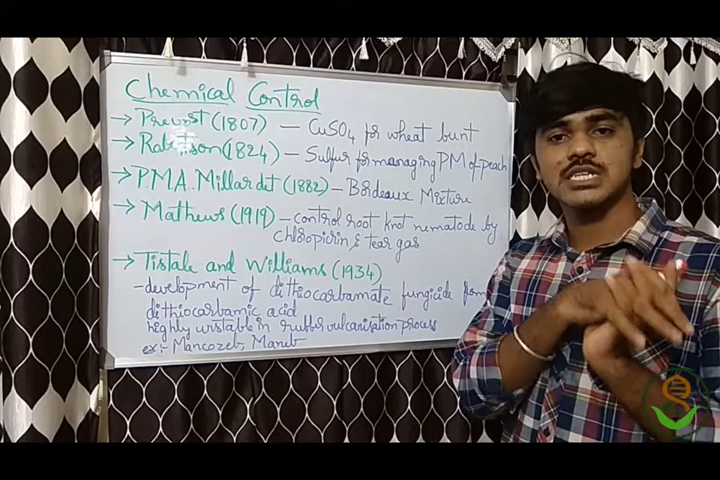 Chemical Control
→ Prevost (1807) — CuSO4 for wheat bunt
→ Robertson (1824) – Sulfur for managing PM of peach
→ P.M.A. Millardet (1882) – Bordeaux Mixture
→ Mathews (1919) – control root knot nematode by
chloropicrin & tear gas
→ Tistale and Williams (1934)
– development of dithiocarbamate fungicide from
dithiocarbamic acid
highly unstable in rubber vulcanisation process
ex:- Mancozeb, Maneb